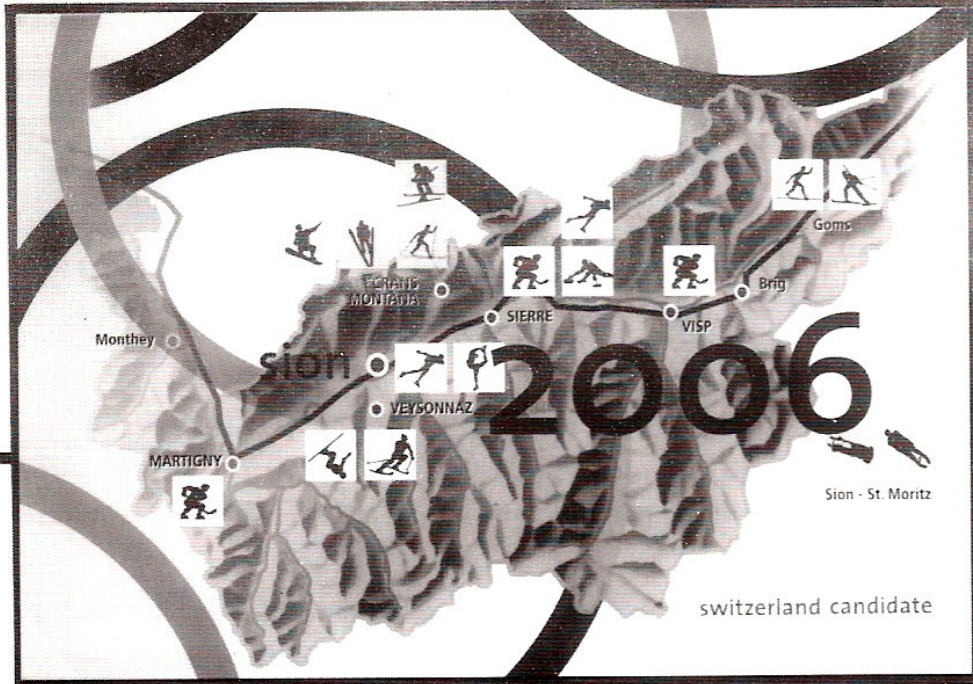 Goms
CRANS
MONTANA
Brig
SIERRE
VISP
Monthey
sion 2006
VEYSONNAZ
MARTIGNY
Sion - St. Moritz
switzerland candidate